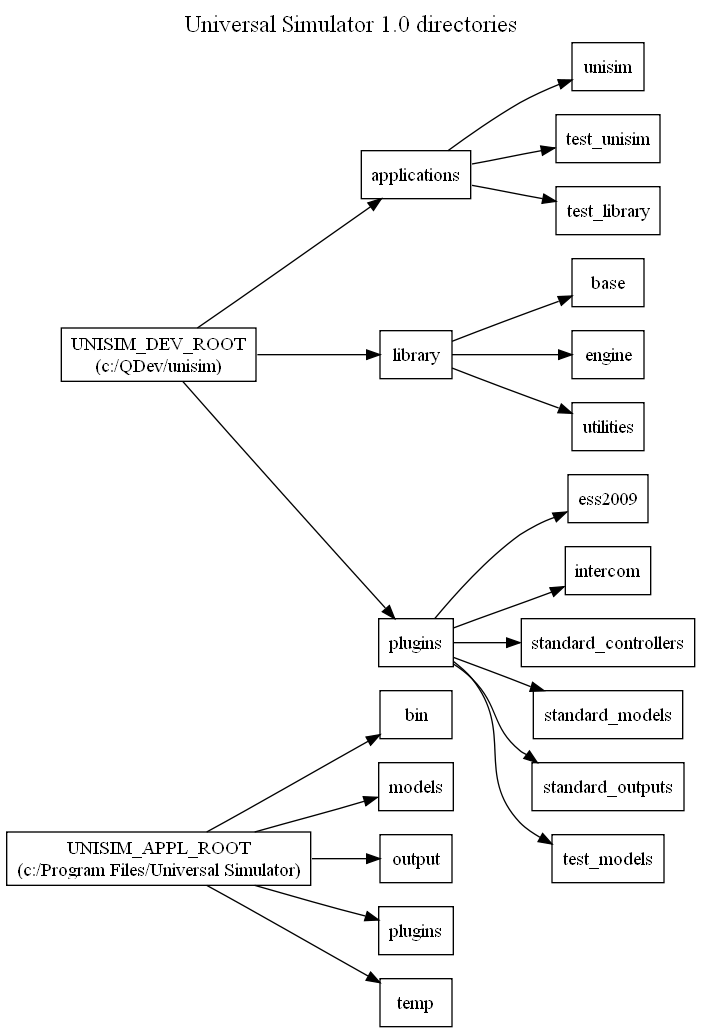 Universal Simulator 1.0 directories
unisim
test_unisim
applications
test_library
base
UNISIM_DEV_ROOT
(c:/QDev/unisim)
library
engine
utilities
ess2009
intercom
plugins
standard_controllers
bin
standard_models
models
standard_outputs
UNISIM_APPL_ROOT
(c:/Program Files/Universal Simulator)
output
test_models
plugins
temp